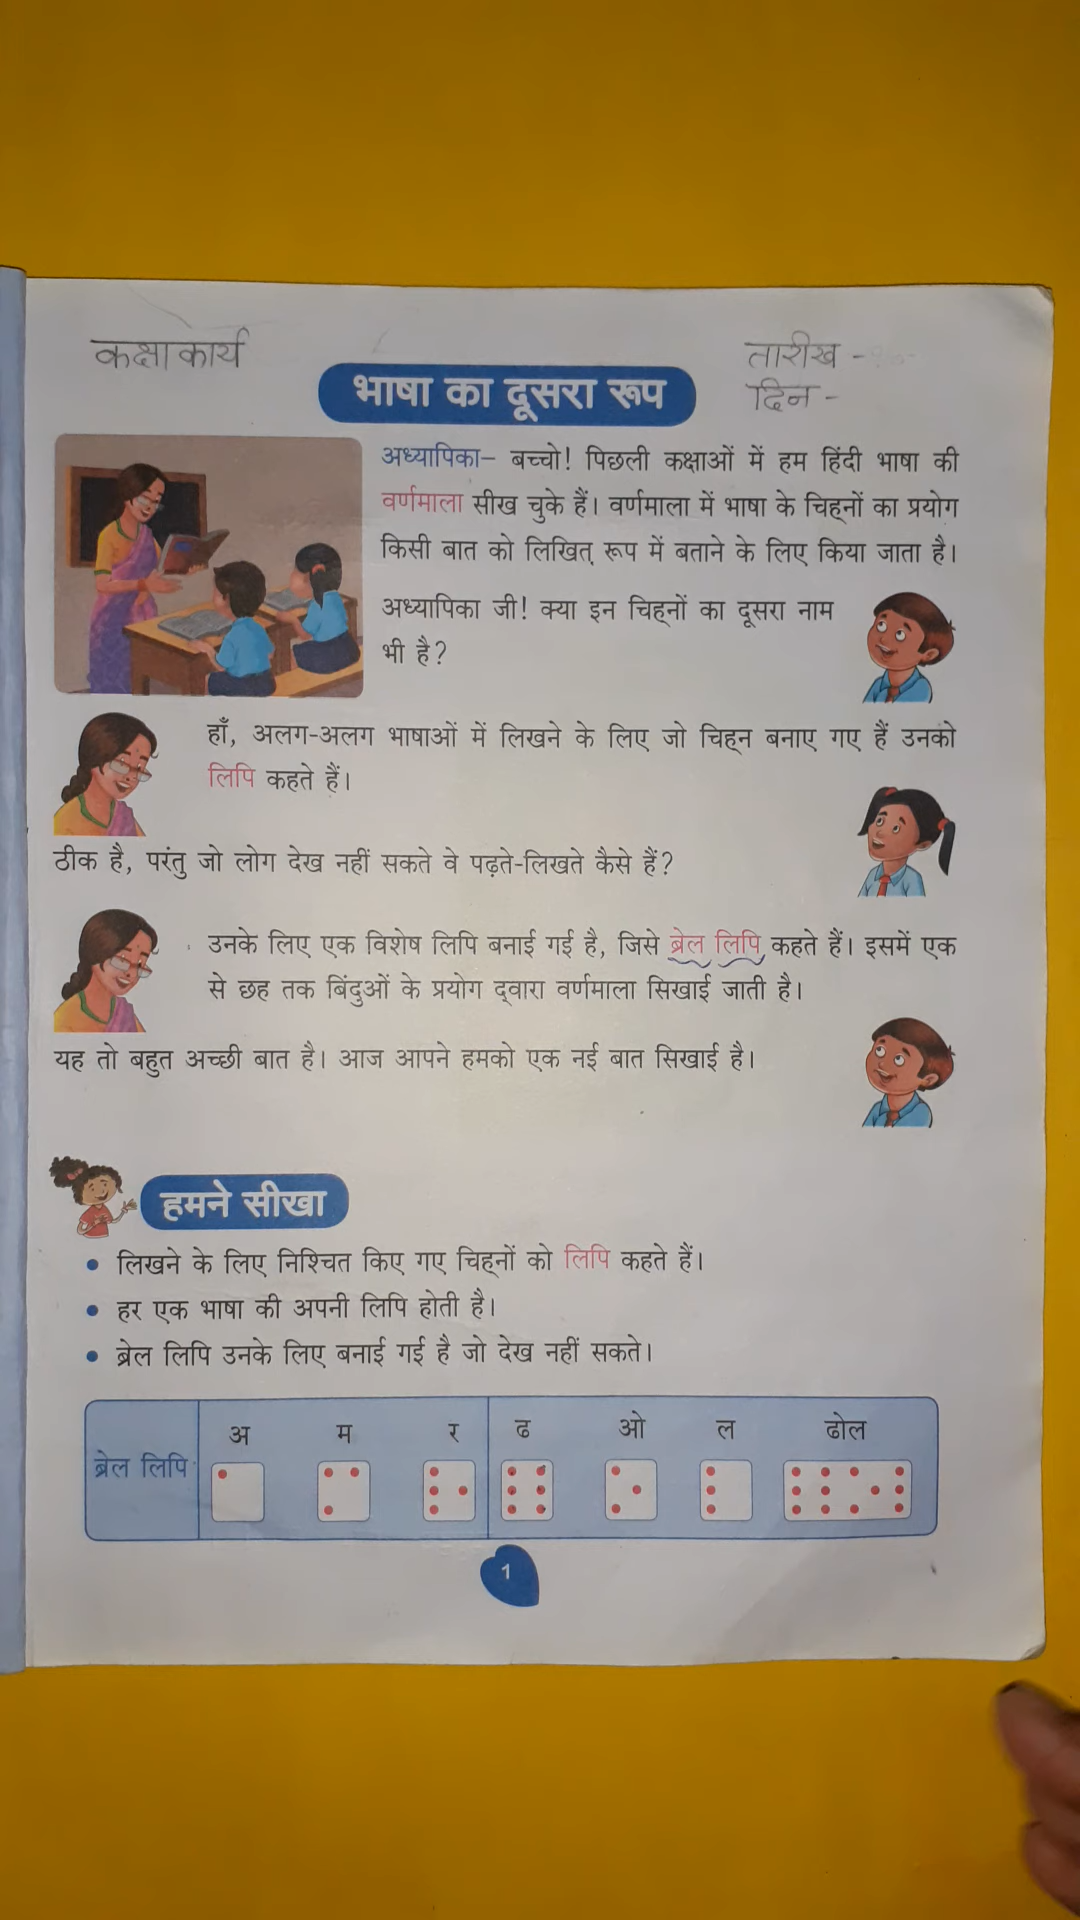 कक्षाकार्य
तारीख -
दिन -
भाषा का दूसरा रूप
अध्यापिका– बच्चो! पिछली कक्षाओं में हम हिंदी भाषा की
वर्णमाला सीख चुके हैं। वर्णमाला में भाषा के चिह्नों का प्रयोग
किसी बात को लिखित् रूप में बताने के लिए किया जाता है।
अध्यापिका जी! क्या इन चिह्नों का दूसरा नाम
भी है?
हाँ, अलग-अलग भाषाओं में लिखने के लिए जो चिह्न बनाए गए हैं उनको
लिपि कहते हैं।
ठीक है, परंतु जो लोग देख नहीं सकते वे पढ़ते-लिखते कैसे हैं?
उनके लिए एक विशेष लिपि बनाई गई है, जिसे ब्रेल लिपि कहते हैं। इसमें एक
से छह तक बिंदुओं के प्रयोग द्वारा वर्णमाला सिखाई जाती है।
यह तो बहुत अच्छी बात है। आज आपने हमको एक नई बात सिखाई है।
हमने सीखा
• लिखने के लिए निश्चित किए गए चिह्नों को लिपि कहते हैं।
• हर एक भाषा की अपनी लिपि होती है।
• ब्रेल लिपि उनके लिए बनाई गई है जो देख नहीं सकते।
अ म र ढ ओ ल ढोल
ब्रेल लिपि
1